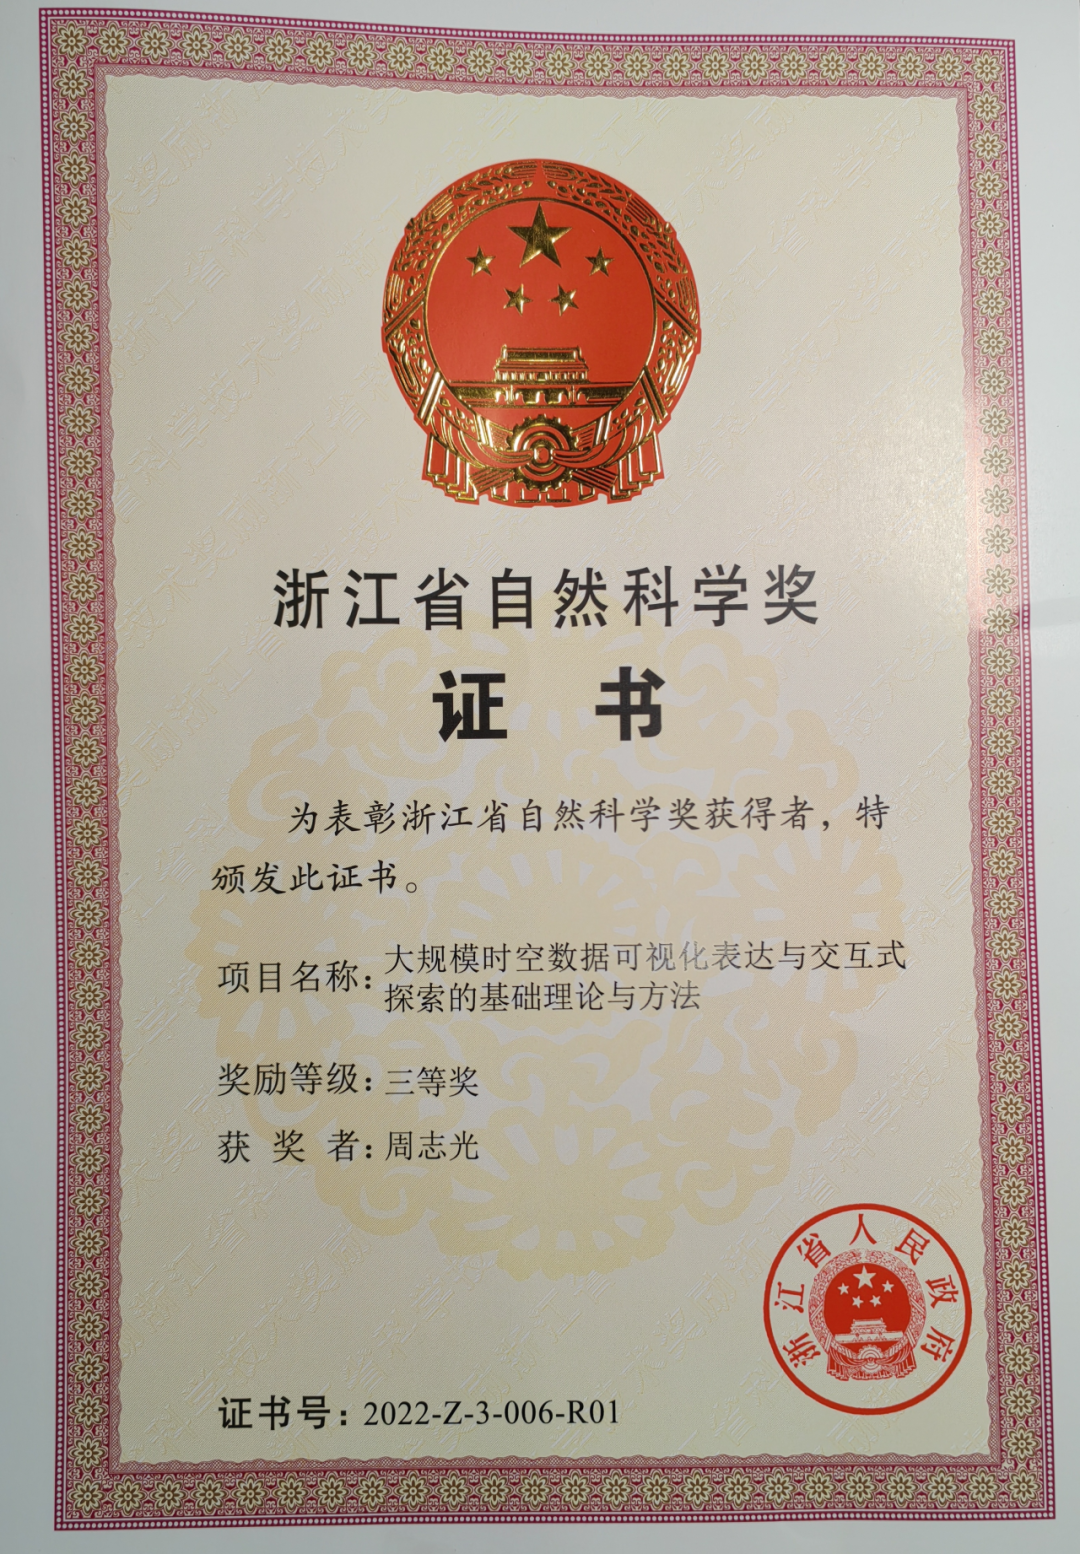 浙江省自然科学奖
证 书
为表彰浙江省自然科学奖获得者，特
颁发此证书。
项目名称：大规模时空数据可视化表达与交互式
探索的基础理论与方法
奖励等级：三等奖
获 奖 者：周志光
浙江省人民政府
证书号：2022-Z-3-006-R01